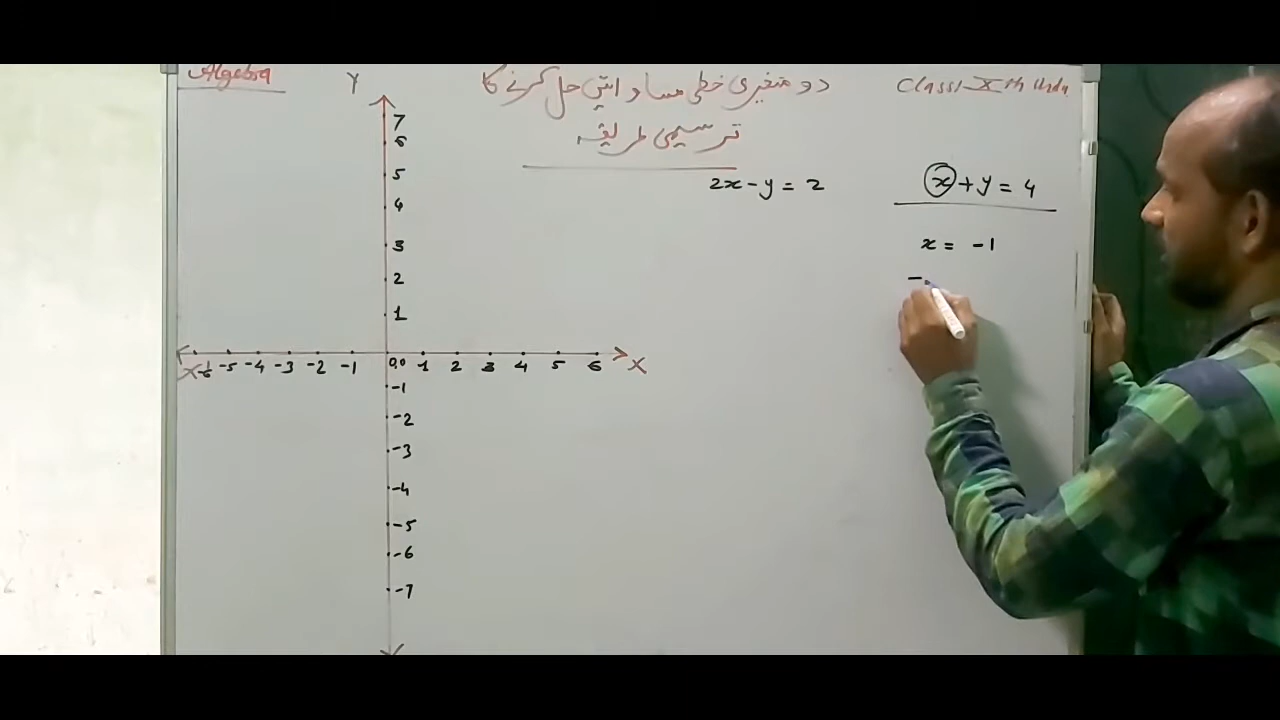 Algebra
دو متغیری خطی مساواتیں حل کرنے کا
Class:- Xth Urdu
ترسیمی طریقہ
2x - y = 2
x + y = 4
x = -1
-
Y
7
6
5
4
3
2
1
-6 -5 -4 -3 -2 -1 0,0 1 2 3 4 5 6 X
-1
-2
-3
-4
-5
-6
-7